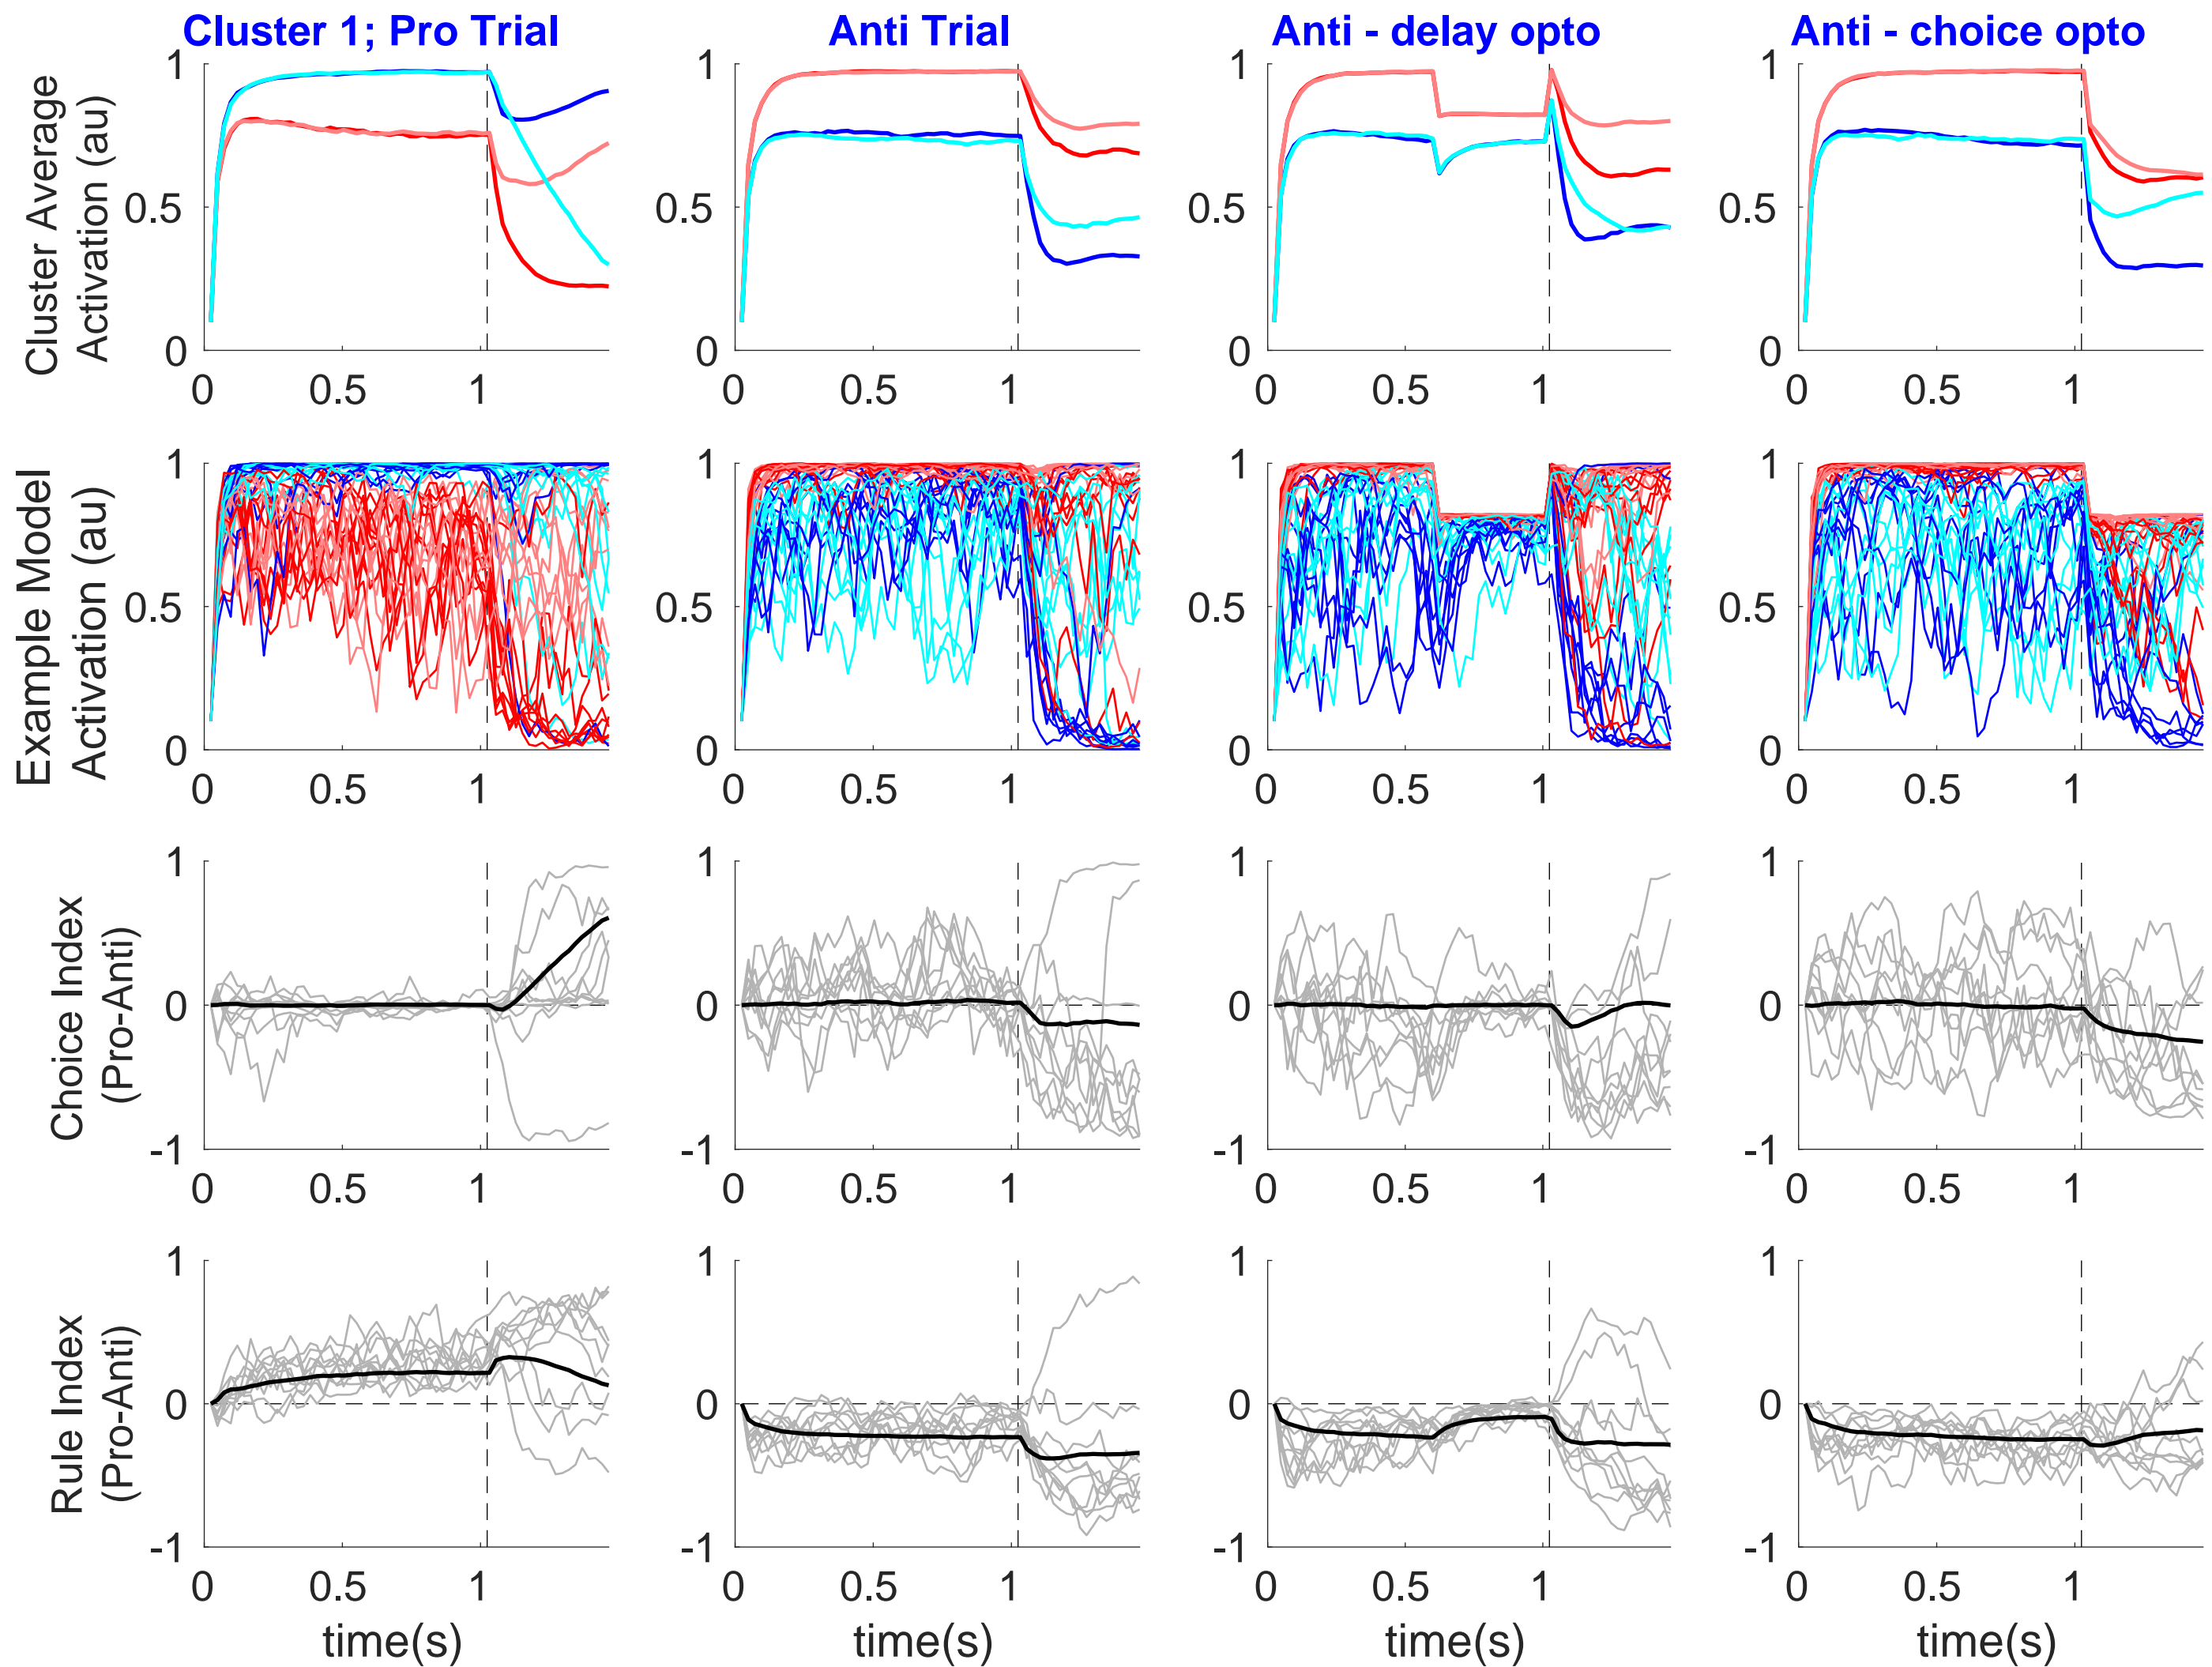 Cluster 1; Pro Trial
Anti Trial
Anti - delay opto
Anti - choice opto
Cluster Average
Activation (au)
1
0.5
0
0 0.5 1
1
0.5
0
0 0.5 1
1
0.5
0
0 0.5 1
1
0.5
0
0 0.5 1
Example Model
Activation (au)
1
0.5
0
0 0.5 1
1
0.5
0
0 0.5 1
1
0.5
0
0 0.5 1
1
0.5
0
0 0.5 1
Choice Index
(Pro-Anti)
1
0
-1
0 0.5 1
1
0
-1
0 0.5 1
1
0
-1
0 0.5 1
1
0
-1
0 0.5 1
Rule Index
(Pro-Anti)
1
0
-1
0 0.5 1
time(s)
1
0
-1
0 0.5 1
time(s)
1
0
-1
0 0.5 1
time(s)
1
0
-1
0 0.5 1
time(s)